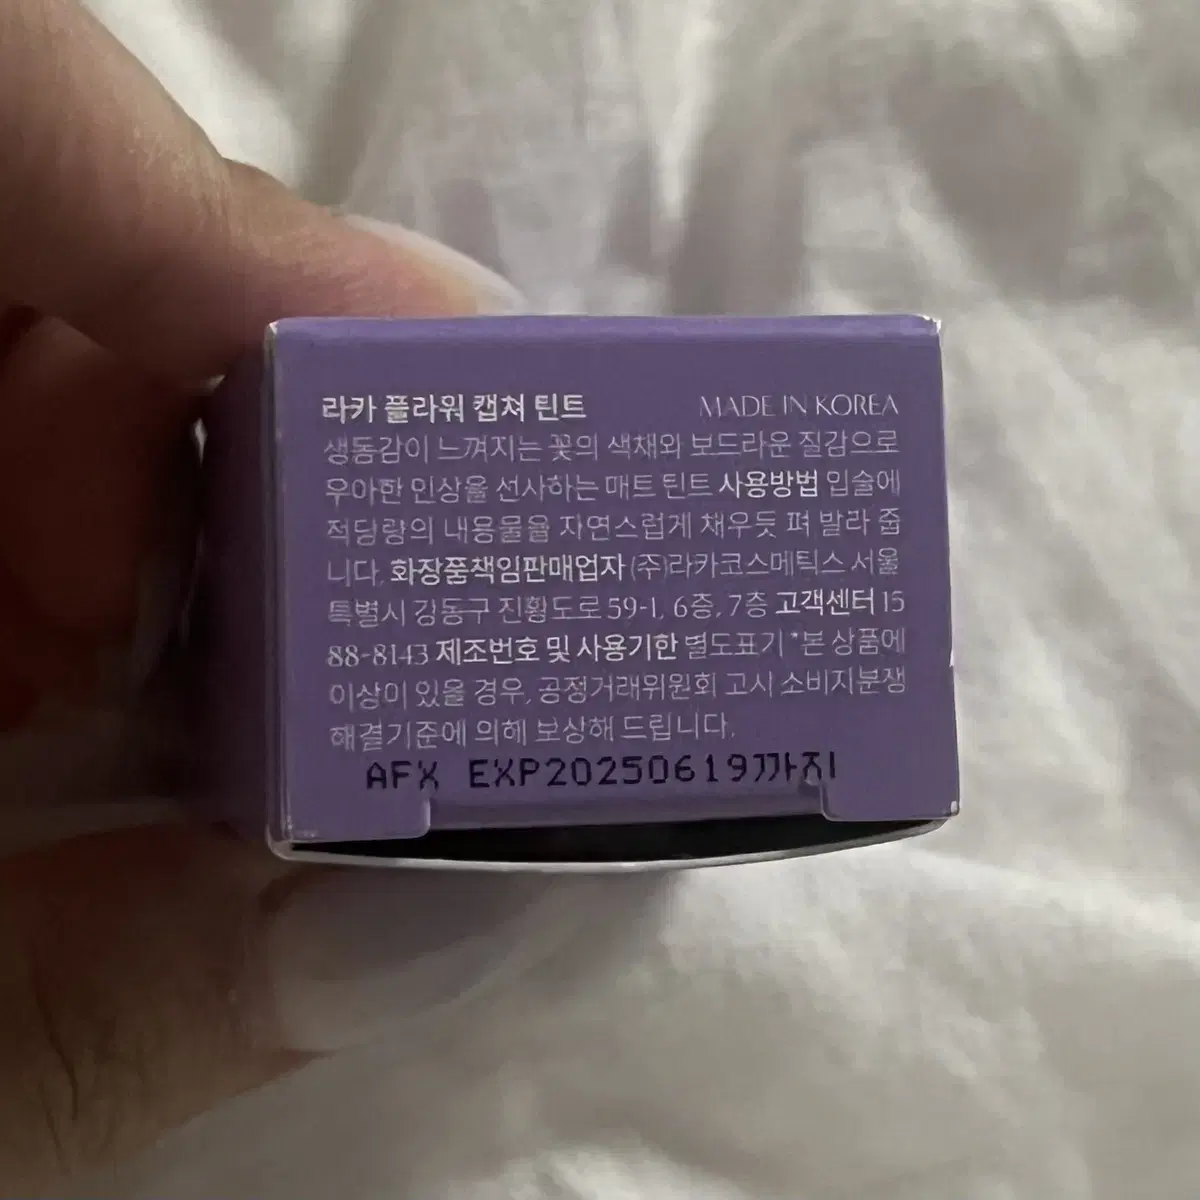 라카 플라워 캡쳐 틴트 MADE IN KOREA
생동감이 느껴지는 꽃의 색채와 보드라운 질감으로
우아한 인상을 선사하는 매트 틴트 사용방법 입술에
적당량의 내용물을 자연스럽게 채우듯 펴 발라 줍
니다. 화장품책임판매업자 (주)라카코스메틱스 서울
특별시 강동구 진황도로 59-1, 6층, 7층 고객센터 15
88-8143 제조번호 및 사용기한 별도표기 *본 상품에
이상이 있을 경우, 공정거래위원회 고시 소비지분쟁
해결기준에 의해 보상해 드립니다.
AFX EXP20250619까지